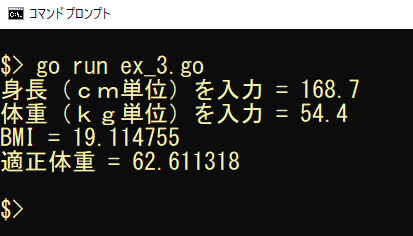 コマンドプロンプト
$> go run ex_3.go
身長(cm単位)を入力 = 168.7
体重(kg単位)を入力 = 54.4
BMI = 19.114755
適正体重 = 62.611318
$>